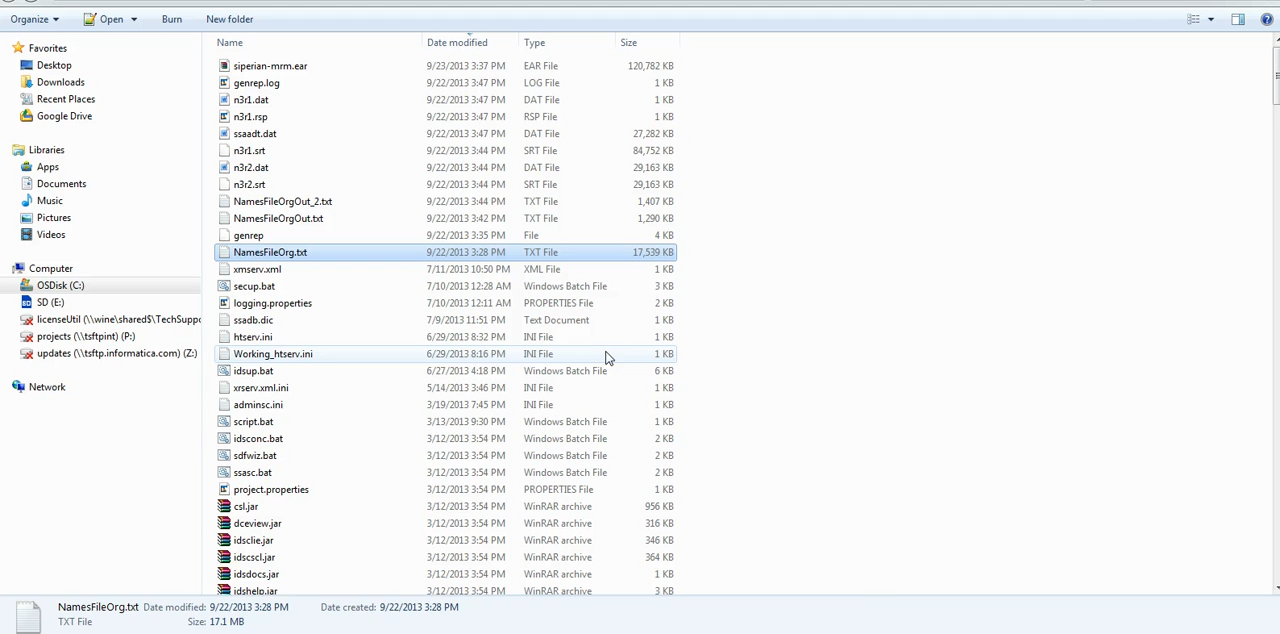 Organize Open Burn New folder
Name Date modified Type Size
Favorites
Desktop
Downloads
Recent Places
Google Drive
Libraries
Apps
Documents
Music
Pictures
Videos
Computer
OSDisk (C:)
SD (E:)
licenseUtil (\\wine\shared$\TechSuppo
projects (\\tsftpint) (P:)
updates (\\tsftp.informatica.com) (Z:)
Network
siperian-mrm.ear 9/23/2013 3:37 PM EAR File 120,782 KB
genrep.log 9/22/2013 3:47 PM LOG File 1 KB
n3r1.dat 9/22/2013 3:47 PM DAT File 1 KB
n3r1.rsp 9/22/2013 3:47 PM RSP File 1 KB
ssaadt.dat 9/22/2013 3:47 PM DAT File 27,282 KB
n3r1.srt 9/22/2013 3:47 PM SRT File 84,752 KB
n3r2.dat 9/22/2013 3:44 PM DAT File 29,163 KB
n3r2.srt 9/22/2013 3:44 PM SRT File 29,163 KB
NamesFileOrgOut_2.txt 9/22/2013 3:44 PM TXT File 1,407 KB
NamesFileOrgOut.txt 9/22/2013 3:42 PM TXT File 1,290 KB
genrep 9/22/2013 3:35 PM File 4 KB
NamesFileOrg.txt 9/22/2013 3:28 PM TXT File 17,539 KB
xmserv.xml 7/11/2013 10:50 PM XML File 1 KB
secup.bat 7/10/2013 12:28 AM Windows Batch File 3 KB
logging.properties 7/10/2013 12:11 AM PROPERTIES File 2 KB
ssadb.dic 7/9/2013 11:51 PM Text Document 1 KB
htserv.ini 6/29/2013 8:32 PM INI File 1 KB
Working_htserv.ini 6/29/2013 8:16 PM INI File 1 KB
idsup.bat 6/27/2013 4:18 PM Windows Batch File 6 KB
xrserv.xml.ini 5/14/2013 3:46 PM INI File 1 KB
adminsc.ini 3/19/2013 7:45 PM INI File 1 KB
script.bat 3/13/2013 9:30 PM Windows Batch File 1 KB
idsconc.bat 3/12/2013 3:54 PM Windows Batch File 2 KB
sdfwiz.bat 3/12/2013 3:54 PM Windows Batch File 2 KB
ssasc.bat 3/12/2013 3:54 PM Windows Batch File 2 KB
project.properties 3/12/2013 3:54 PM PROPERTIES File 1 KB
csl.jar 3/12/2013 3:54 PM WinRAR archive 956 KB
dceview.jar 3/12/2013 3:54 PM WinRAR archive 316 KB
idsclie.jar 3/12/2013 3:54 PM WinRAR archive 346 KB
idscscl.jar 3/12/2013 3:54 PM WinRAR archive 364 KB
idsdocs.jar 3/12/2013 3:54 PM WinRAR archive 1 KB
idshelp.jar 3/12/2013 3:54 PM WinRAR archive 3 KB
NamesFileOrg.txt Date modified: 9/22/2013 3:28 PM Date created: 9/22/2013 3:28 PM
TXT File Size: 17.1 MB